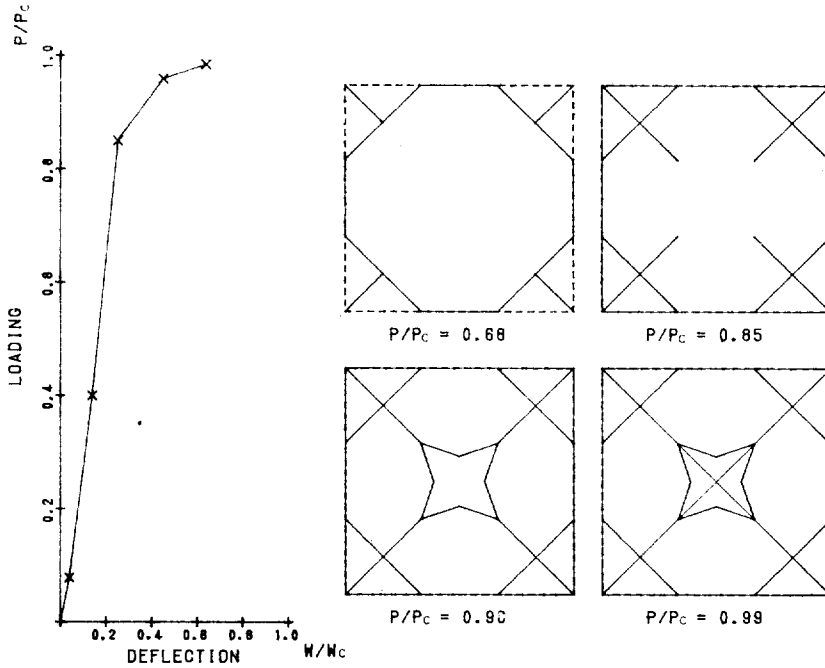 P/Pc
1.0
0.8
0.6
0.4
0.2
LOADING
0.2 0.4 0.6 0.8 1.0
DEFLECTION
W/Wc
P/Pc = 0.68
P/Pc = 0.85
P/Pc = 0.90
P/Pc = 0.99